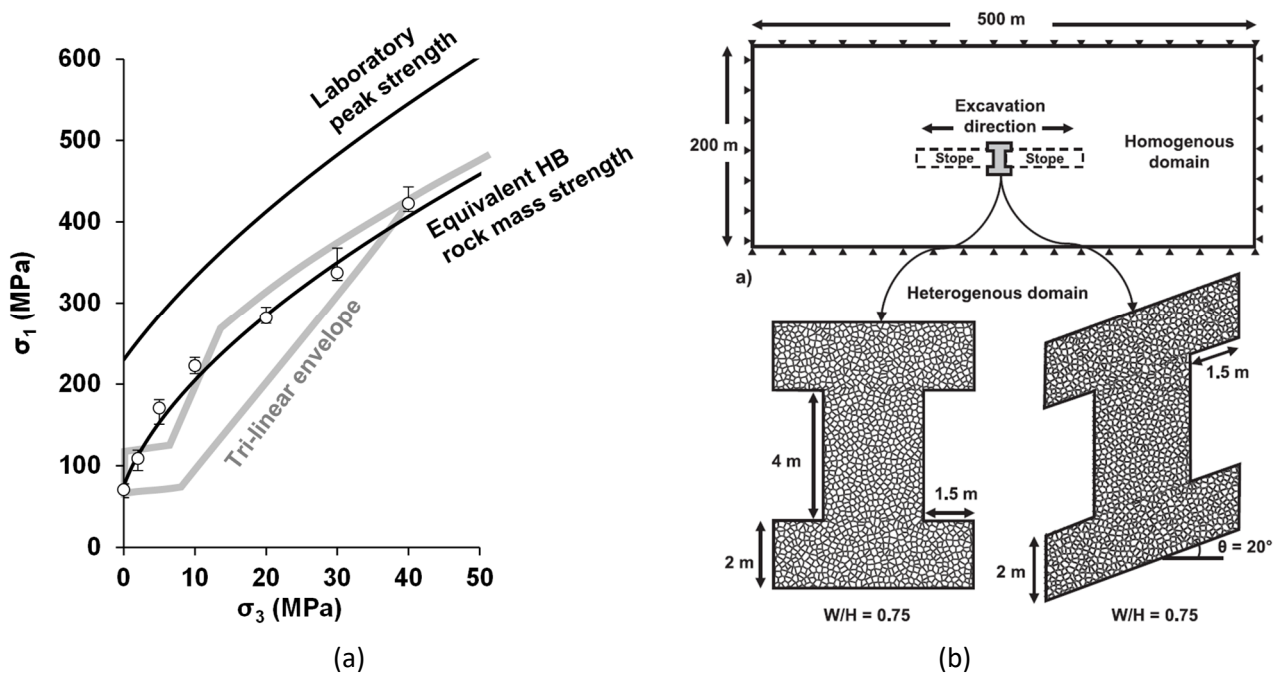 600
500
400
300
200
100
0
σ1 (MPa)
0 10 20 30 40 50
σ3 (MPa)
Laboratory
peak strength
Equivalent HB
rock mass strength
Tri-linear envelope
(a)
500 m
200 m
Excavation
direction
Stope
Stope
Homogenous
domain
a)
Heterogenous domain
4 m
1.5 m
2 m
W/H = 0.75
1.5 m
2 m
θ = 20°
W/H = 0.75
(b)